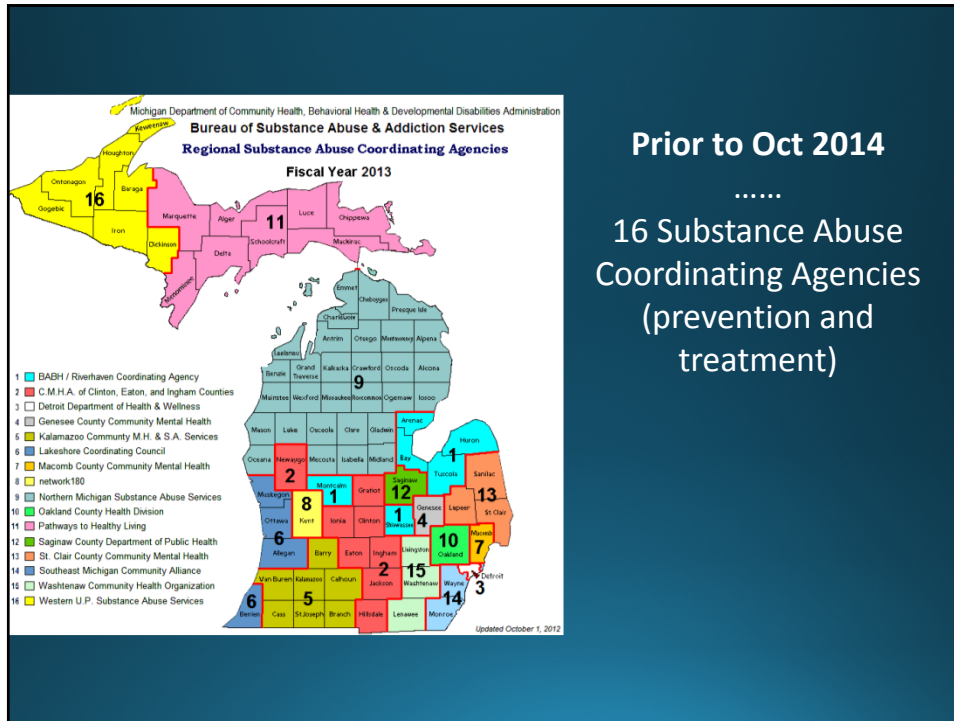 Michigan Department of Community Health, Behavioral Health & Developmental Disabilities Administration
Bureau of Substance Abuse & Addiction Services
Regional Substance Abuse Coordinating Agencies
Fiscal Year 2013
Keweenaw
Houghton
Ontonagon
16
Baraga
Gogebic
Iron
Dickinson
Marquette
Alger
11
Luce
Chippewa
Schoolcraft
Mackinac
Delta
Menominee
Emmet
Cheboygan
Presque Isle
Charlevoix
Antrim
Otsego
Montmorency
Alpena
Leelanau
Benzie
Grand
Traverse
Kalkaska
Crawford
Oscoda
Alcona
9
Manistee
Wexford
Missaukee
Roscommon
Ogemaw
Iosco
Mason
Lake
Osceola
Clare
Gladwin
Arenac
Oceana
Newaygo
2
Mecosta
Isabella
Midland
Bay
Huron
1
Tuscola
Sanilac
13
Muskegon
Montcalm
1
Gratiot
Saginaw
12
Ottawa
8
Kent
Ionia
Clinton
1
Shiawassee
Genesee
4
Lapeer
St Clair
6
Allegan
Barry
Eaton
Ingham
Livingston
10
Oakland
Macomb
7
Van Buren
Kalamazoo
Calhoun
2
Jackson
15
Washtenaw
Wayne
Detroit
3
6
Berrien
5
Cass
St Joseph
Branch
Hillsdale
Lenawee
14
Monroe
1 BABH / Riverhaven Coordinating Agency
2 C.M.H.A. of Clinton, Eaton, and Ingham Counties
3 Detroit Department of Health & Wellness
4 Genesee County Community Mental Health
5 Kalamazoo Communty M.H. & S.A. Services
6 Lakeshore Coordinating Council
7 Macomb County Community Mental Health
8 network180
9 Northern Michigan Substance Abuse Services
10 Oakland County Health Division
11 Pathways to Healthy Living
12 Saginaw County Department of Public Health
13 St. Clair County Community Mental Health
14 Southeast Michigan Community Alliance
15 Washtenaw Community Health Organization
16 Western U.P. Substance Abuse Services
Updated October 1, 2012
Prior to Oct 2014
......
16 Substance Abuse
Coordinating Agencies
(prevention and
treatment)